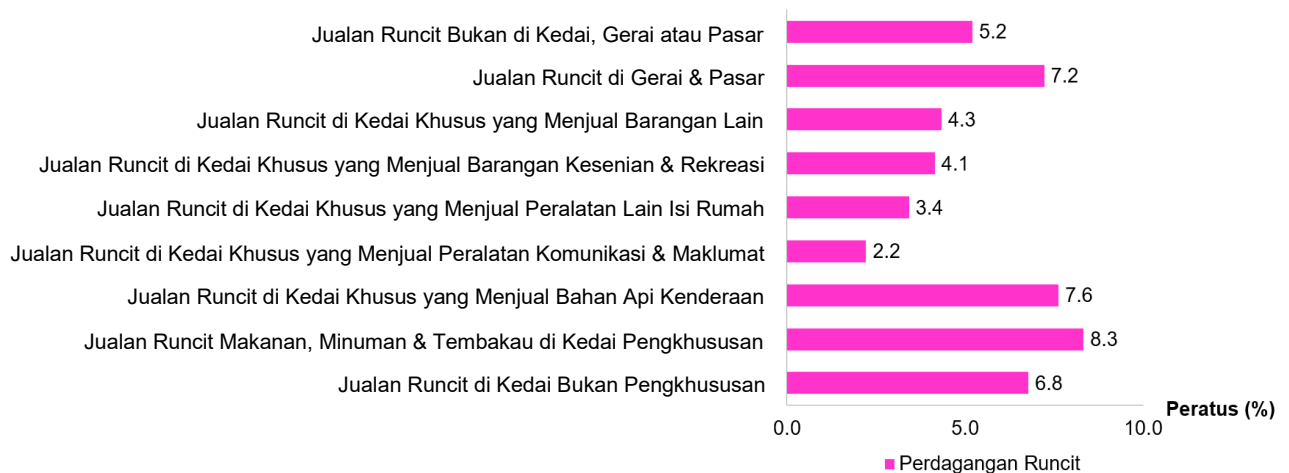 Jualan Runcit Bukan di Kedai, Gerai atau Pasar 5.2
Jualan Runcit di Gerai & Pasar 7.2
Jualan Runcit di Kedai Khusus yang Menjual Barangan Lain 4.3
Jualan Runcit di Kedai Khusus yang Menjual Barangan Kesenian & Rekreasi 4.1
Jualan Runcit di Kedai Khusus yang Menjual Peralatan Lain Isi Rumah 3.4
Jualan Runcit di Kedai Khusus yang Menjual Peralatan Komunikasi & Maklumat 2.2
Jualan Runcit di Kedai Khusus yang Menjual Bahan Api Kenderaan 7.6
Jualan Runcit Makanan, Minuman & Tembakau di Kedai Pengkhususan 8.3
Jualan Runcit di Kedai Bukan Pengkhususan 6.8
Peratus (%)
0.0 5.0 10.0
Perdagangan Runcit